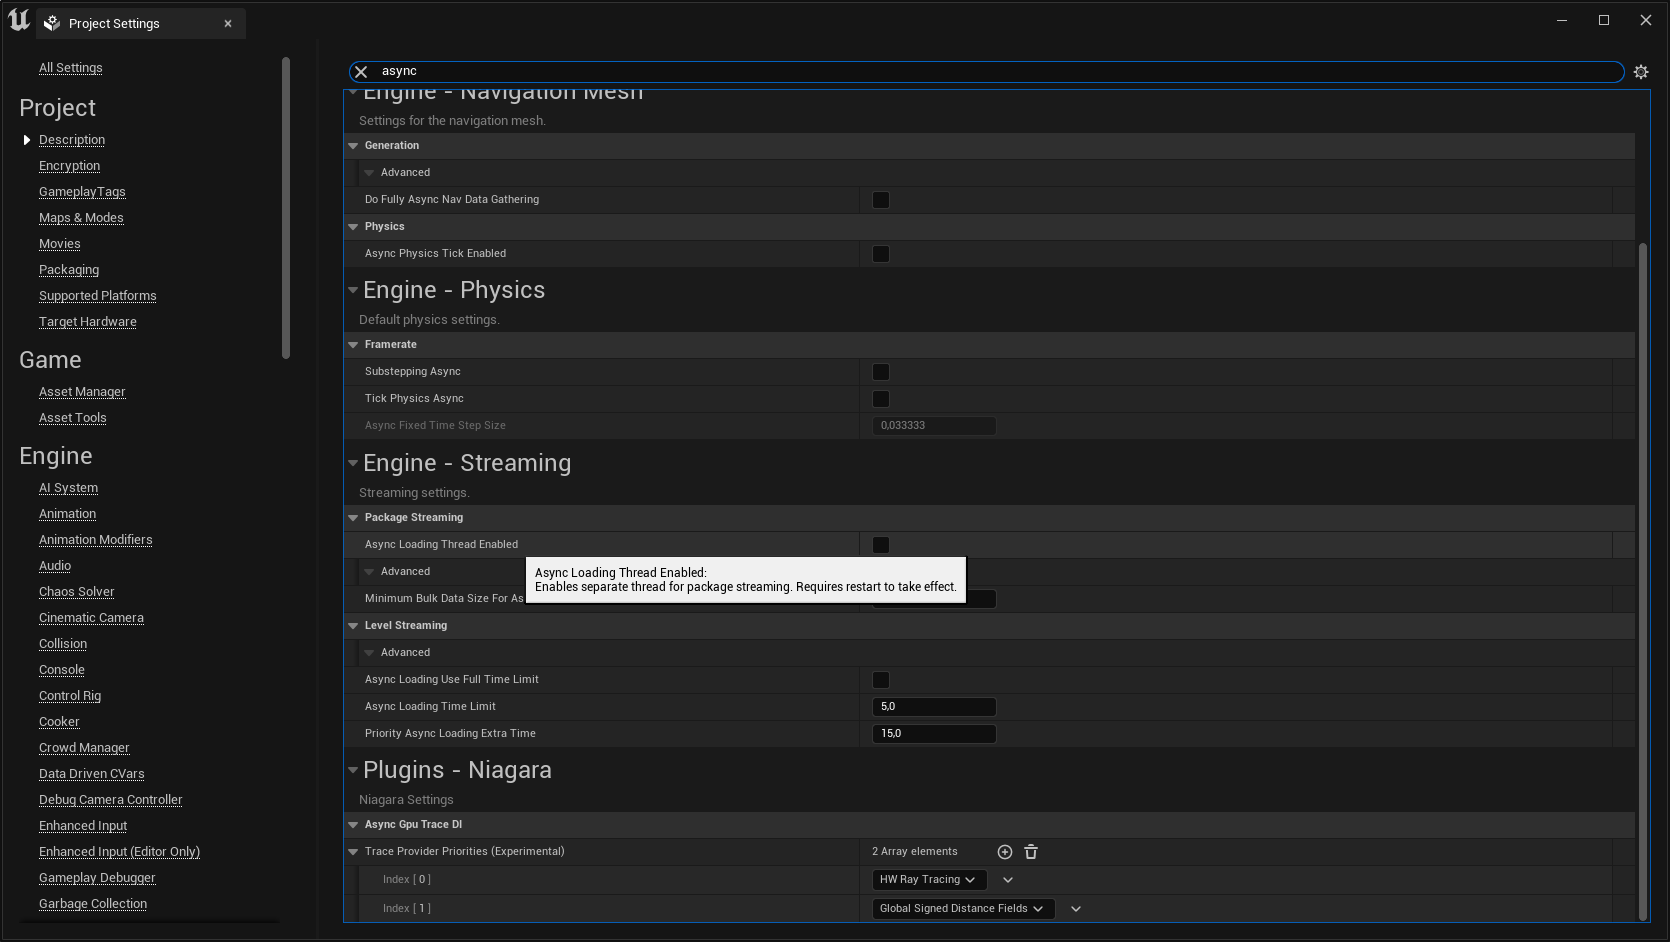 Project Settings
All Settings
Project
Description
Encryption
GameplayTags
Maps & Modes
Movies
Packaging
Supported Platforms
Target Hardware
Game
Asset Manager
Asset Tools
Engine
AI System
Animation
Animation Modifiers
Audio
Chaos Solver
Cinematic Camera
Collision
Console
Control Rig
Cooker
Crowd Manager
Data Driven CVars
Debug Camera Controller
Enhanced Input
Enhanced Input (Editor Only)
Gameplay Debugger
Garbage Collection
async
Engine - Navigation Mesh
Settings for the navigation mesh.
Generation
Advanced
Do Fully Async Nav Data Gathering
Physics
Async Physics Tick Enabled
Engine - Physics
Default physics settings.
Framerate
Substepping Async
Tick Physics Async
Async Fixed Time Step Size 0,033333
Engine - Streaming
Streaming settings.
Package Streaming
Async Loading Thread Enabled
Advanced
Async Loading Thread Enabled:
Enables separate thread for package streaming. Requires restart to take effect.
Minimum Bulk Data Size For As
Level Streaming
Advanced
Async Loading Use Full Time Limit
Async Loading Time Limit 5,0
Priority Async Loading Extra Time 15,0
Plugins - Niagara
Niagara Settings
Async Gpu Trace DI
Trace Provider Priorities (Experimental) 2 Array elements
Index [ 0 ] HW Ray Tracing
Index [ 1 ] Global Signed Distance Fields